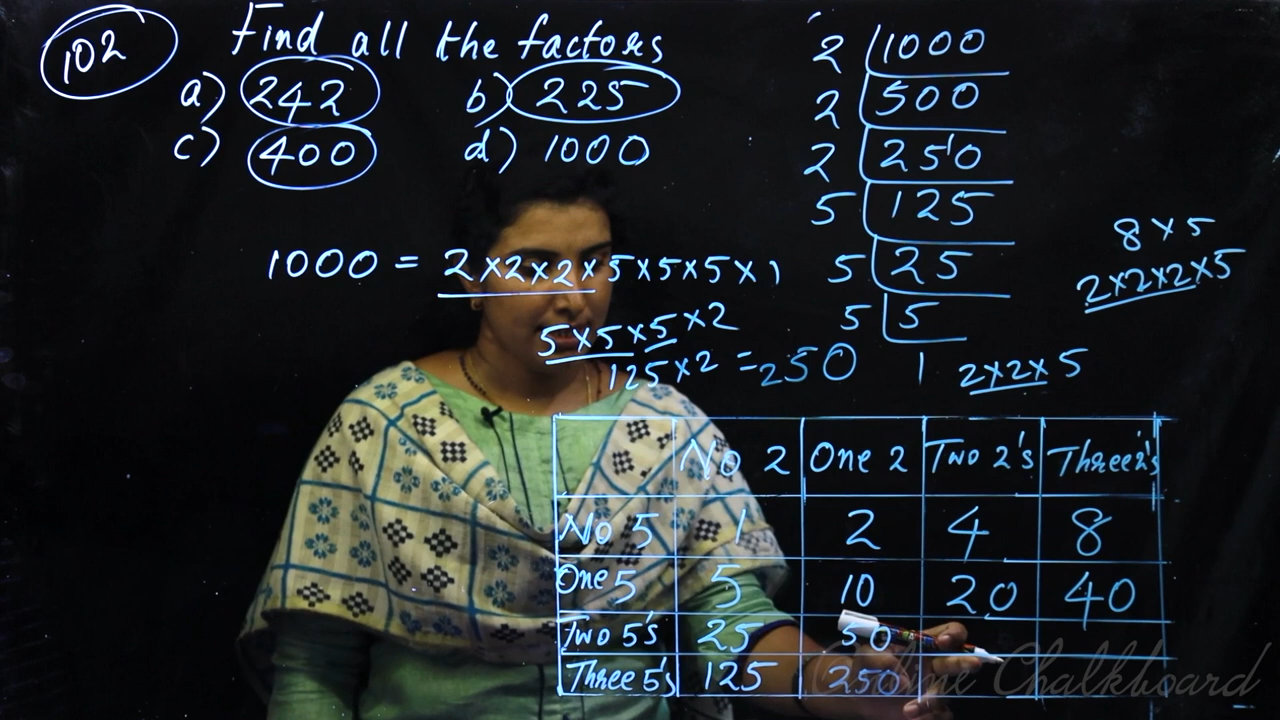 102
Find all the factors
a) 242 b) 225
c) 400 d) 1000
2 | 1000
2 | 500
2 | 250
5 | 125
5 | 25
5 | 5
1
1000 = 2×2×2×5×5×5×1
5×5×5×2
125×2 = 250
8×5
2×2×2×5
2×2×5
No 2 One 2 Two 2's Three 2's
No 5 1 2 4 8
One 5 5 10 20 40
Two 5's 25 50
Three 5's 125 250
Online Chalkboard